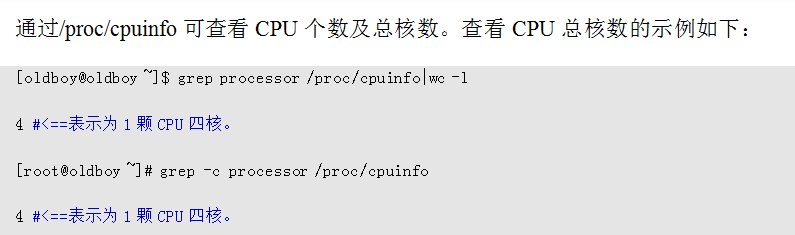 通过/proc/cpuinfo 可查看 CPU 个数及总核数。查看 CPU 总核数的示例如下：
[oldboy@oldboy ~]$ grep processor /proc/cpuinfo|wc -l
4 #<==表示为 1 颗 CPU 四核。
[root@oldboy ~]# grep -c processor /proc/cpuinfo
4 #<==表示为 1 颗 CPU 四核。